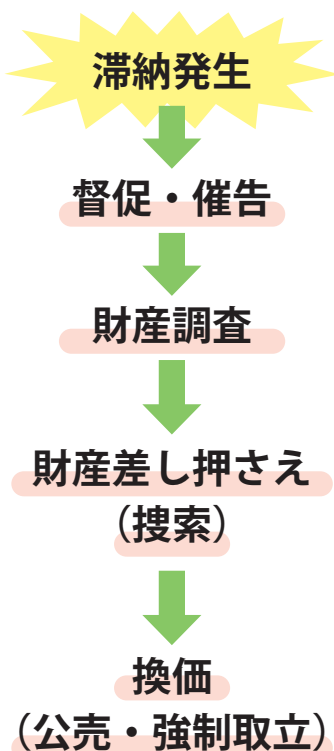 滞納発生
督促・催告
財産調査
財産差し押さえ
（捜索）
換価
（公売・強制取立）